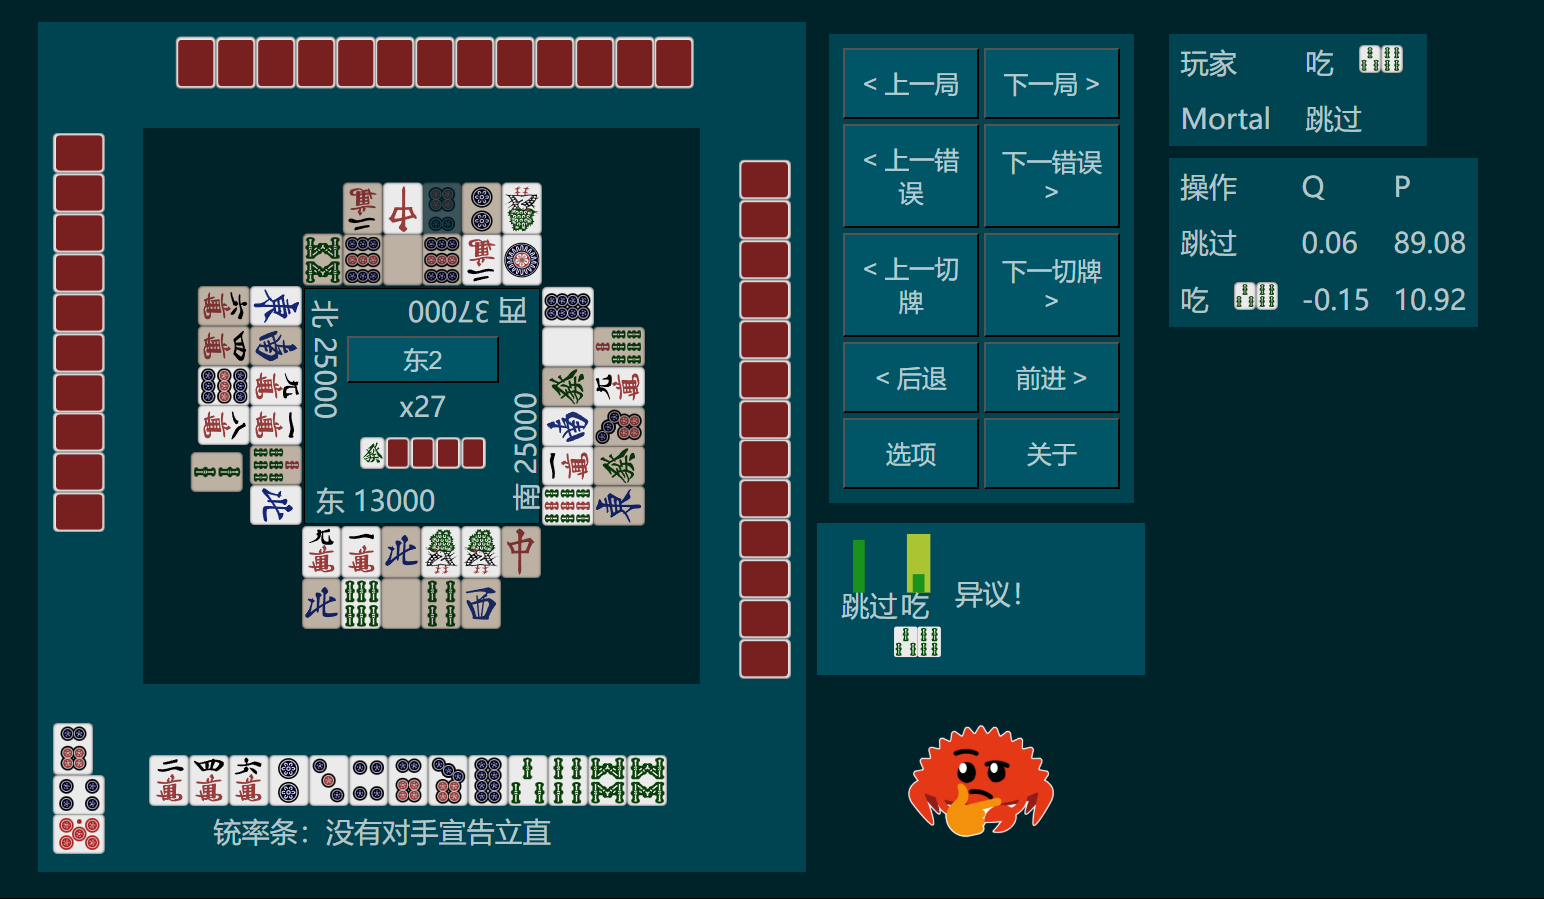 西 37000
北 25000
东2
x27
南 25000
东 13000
铳率条：没有对手宣告立直
< 上一局
下一局 >
< 上一错误
下一错误 >
< 上一切牌
下一切牌 >
< 后退
前进 >
选项
关于
玩家 吃
Mortal 跳过
操作 Q P
跳过 0.06 89.08
吃 -0.15 10.92
跳过 吃 异议！